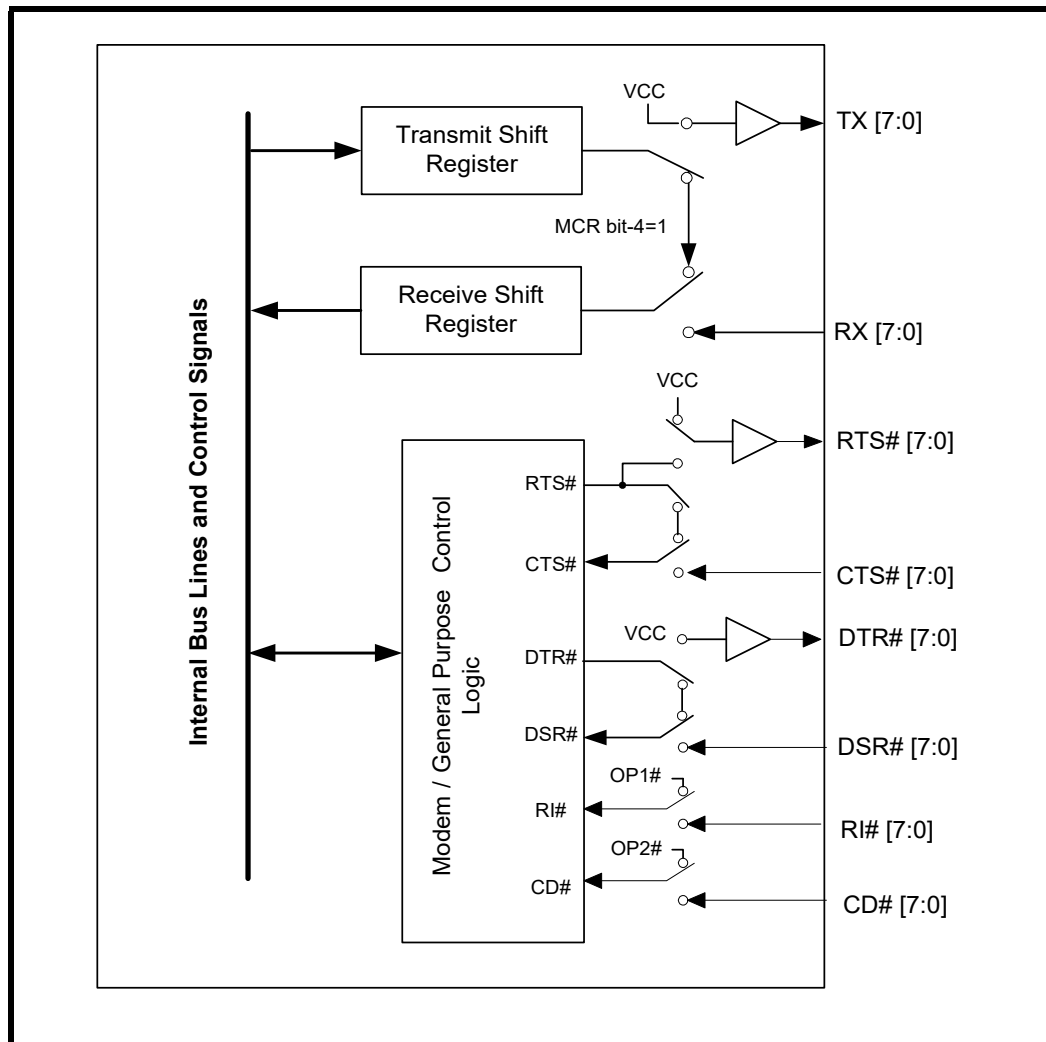 VCC
TX [7:0]
Transmit Shift
Register
MCR bit-4=1
Receive Shift
Register
RX [7:0]
Internal Bus Lines and Control Signals
VCC
RTS# [7:0]
RTS#
CTS#
CTS# [7:0]
Modem / General Purpose Control
Logic
VCC
DTR# [7:0]
DTR#
DSR#
DSR# [7:0]
OP1#
RI#
RI# [7:0]
OP2#
CD#
CD# [7:0]